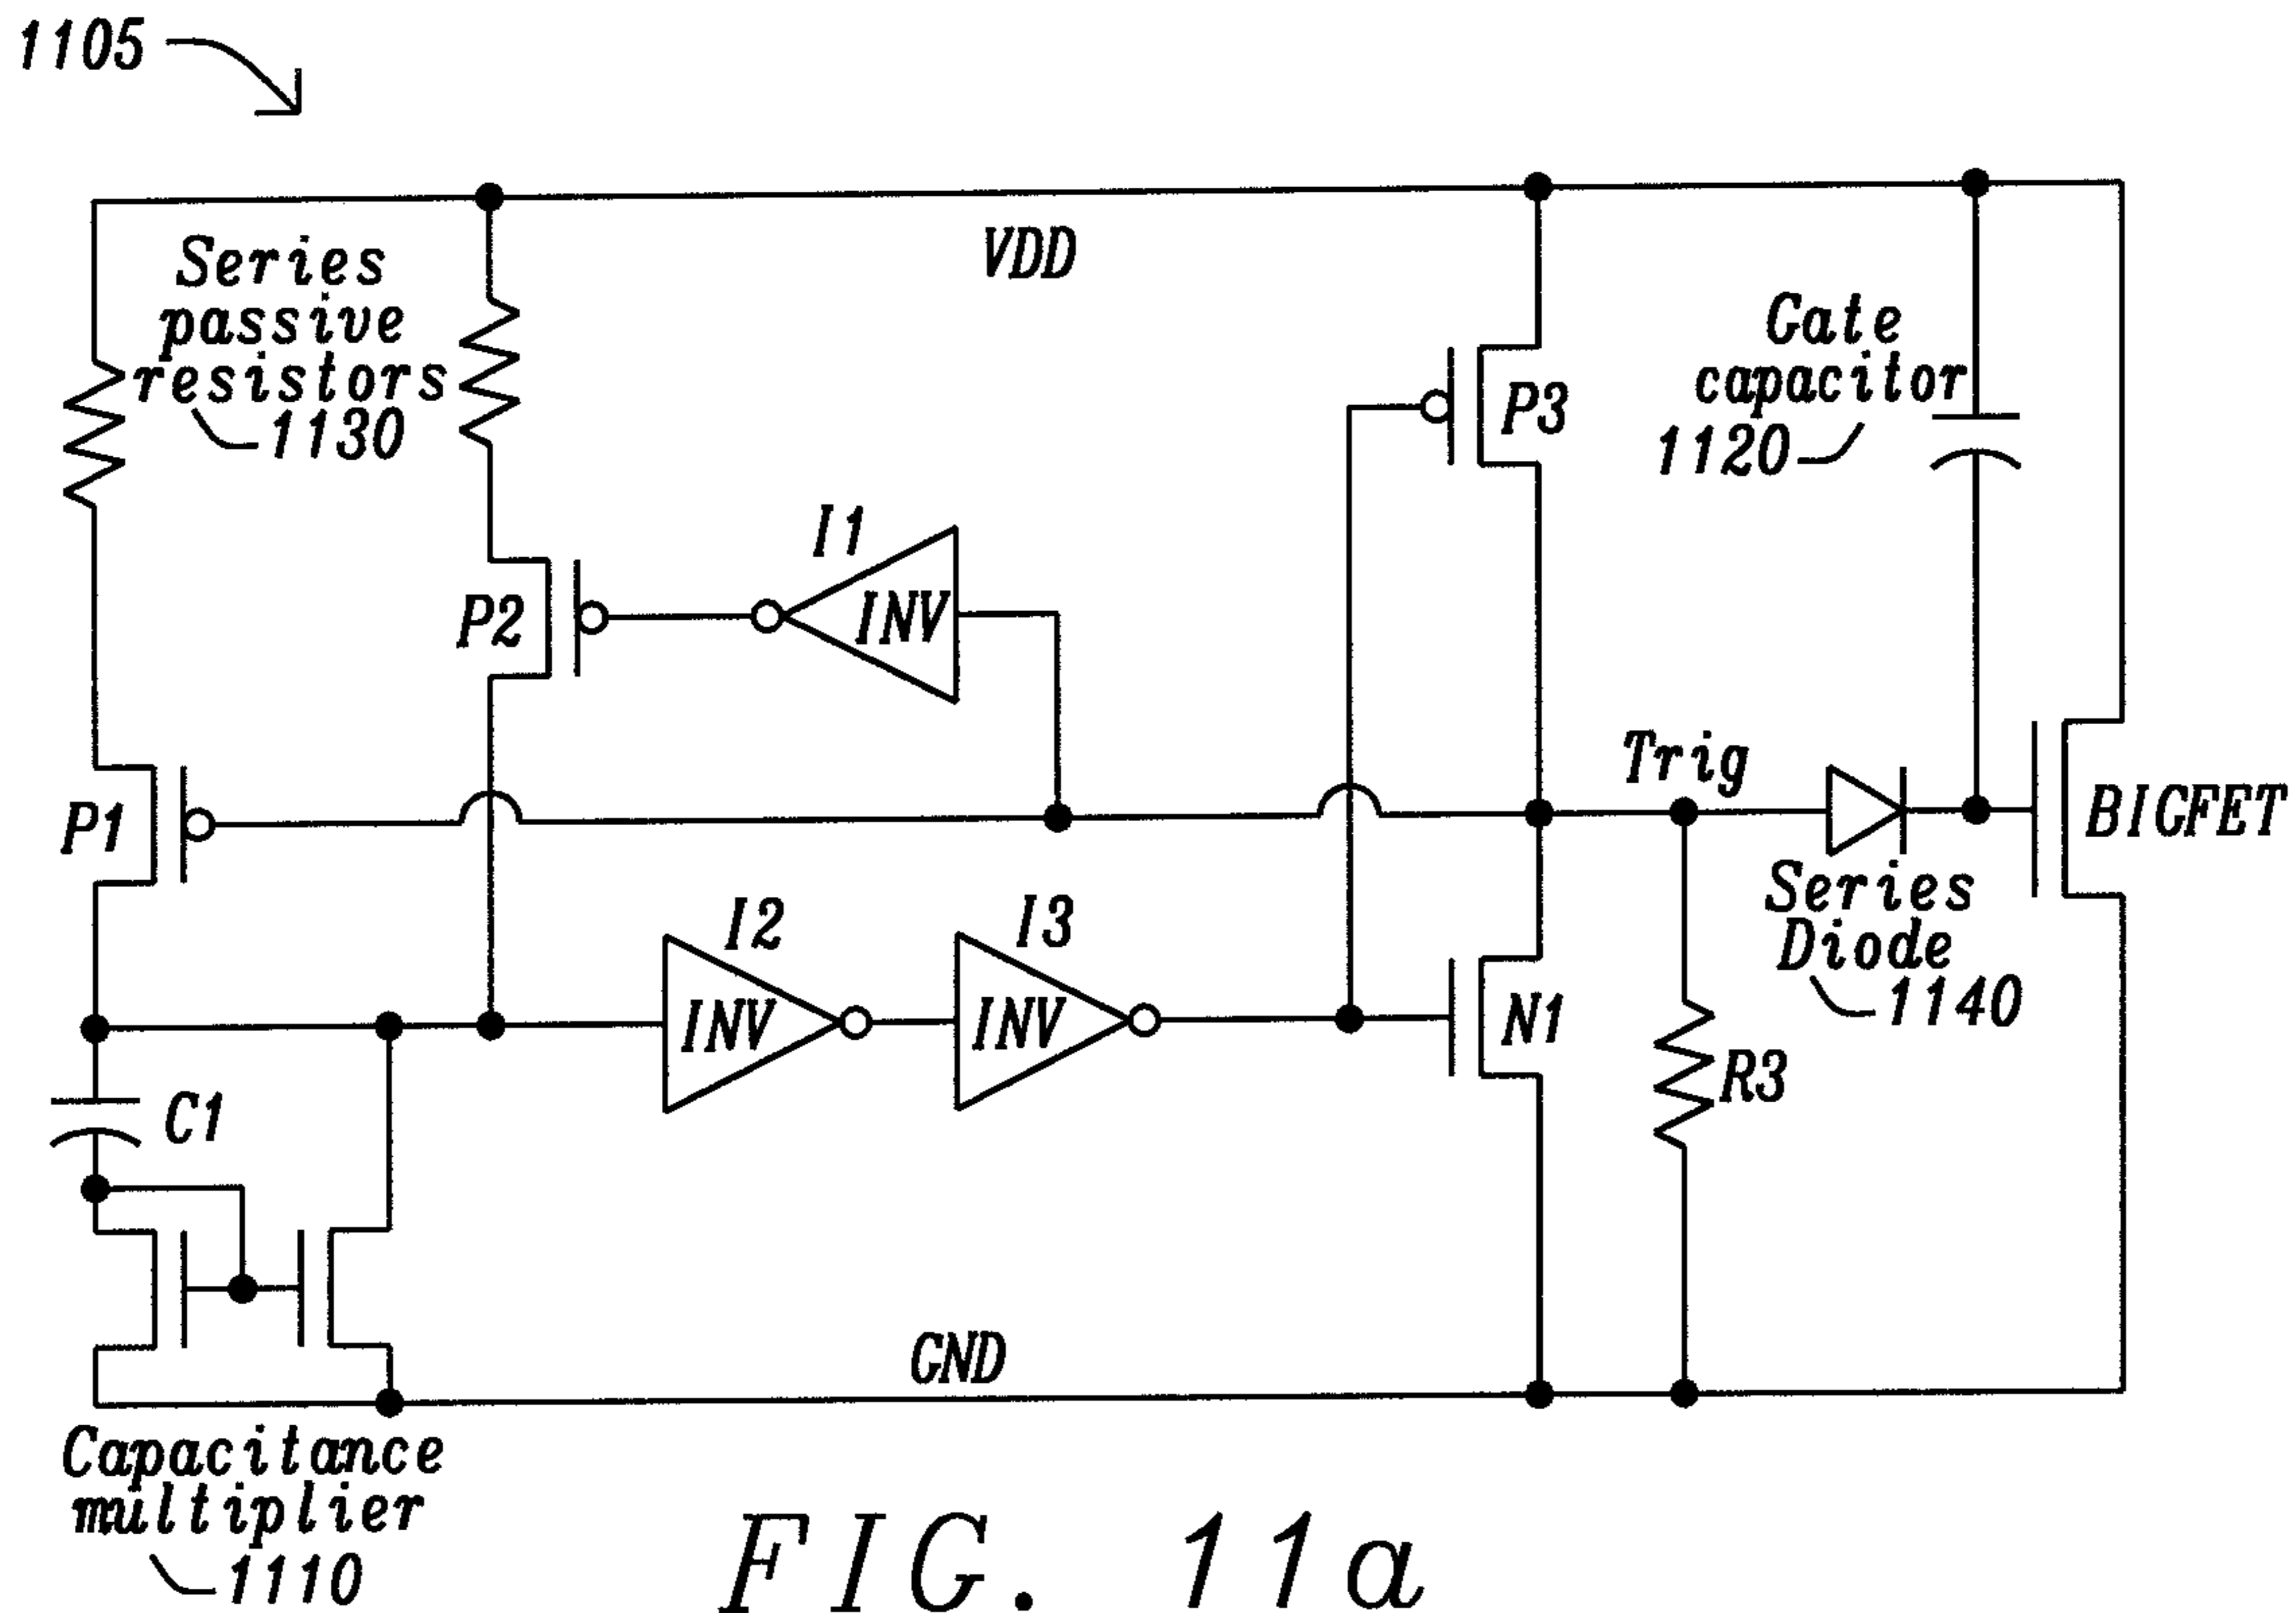 1105
VDD
Series
passive
resistors
1130
Gate
capacitor
1120
P3
I1
INV
P2
Trig
P1
BIGFET
I2
I3
INV
INV
N1
Series
Diode
1140
R3
C1
GND
Capacitance
multiplier
1110
FIG. 11a